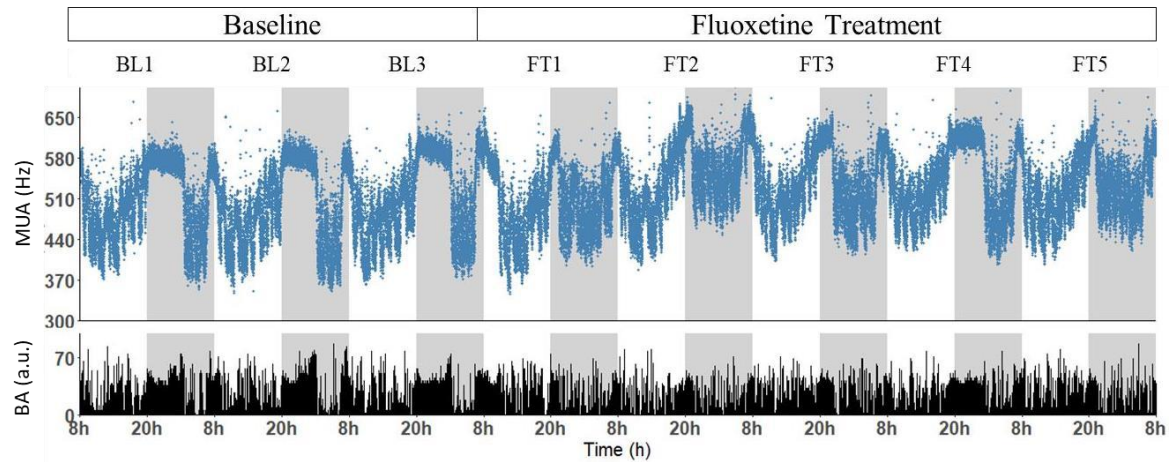 Baseline Fluoxetine Treatment
BL1 BL2 BL3 FT1 FT2 FT3 FT4 FT5
MUA (Hz)
650
580
510
440
370
300
BA (a.u.)
70
0
8h 20h 8h 20h 8h 20h 8h 20h 8h 20h 8h 20h 8h 20h 8h 20h 8h
Time (h)